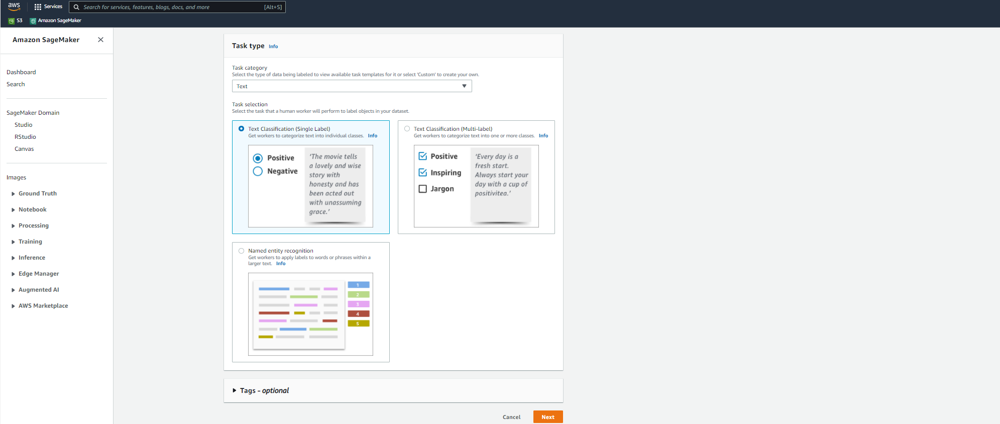 aws
Services
Search for services, features, blogs, docs, and more
[Alt+S]
S3
Amazon SageMaker
Amazon SageMaker
Dashboard
Search
SageMaker Domain
Studio
RStudio
Canvas
Images
Ground Truth
Notebook
Processing
Training
Inference
Edge Manager
Augmented AI
AWS Marketplace
Task type Info
Task category
Select the type of data being labeled to view available task templates for it or select 'Custom' to create your own.
Text
Task selection
Select the task that a human worker will perform to label objects in your dataset.
Text Classification (Single Label)
Get workers to categorize text into individual classes. Info
Positive
Negative
'The movie tells
a lovely and wise
story with
honesty and has
been acted out
with unassuming
grace.'
Text Classification (Multi-label)
Get workers to categorize text into one or more classes. Info
Positive
Inspiring
Jargon
'Every day is a
fresh start.
Always start your
day with a cup of
positivitea.'
Named entity recognition
Get workers to apply labels to words or phrases within a
larger text. Info
1
2
3
4
5
Tags - optional
Cancel
Next